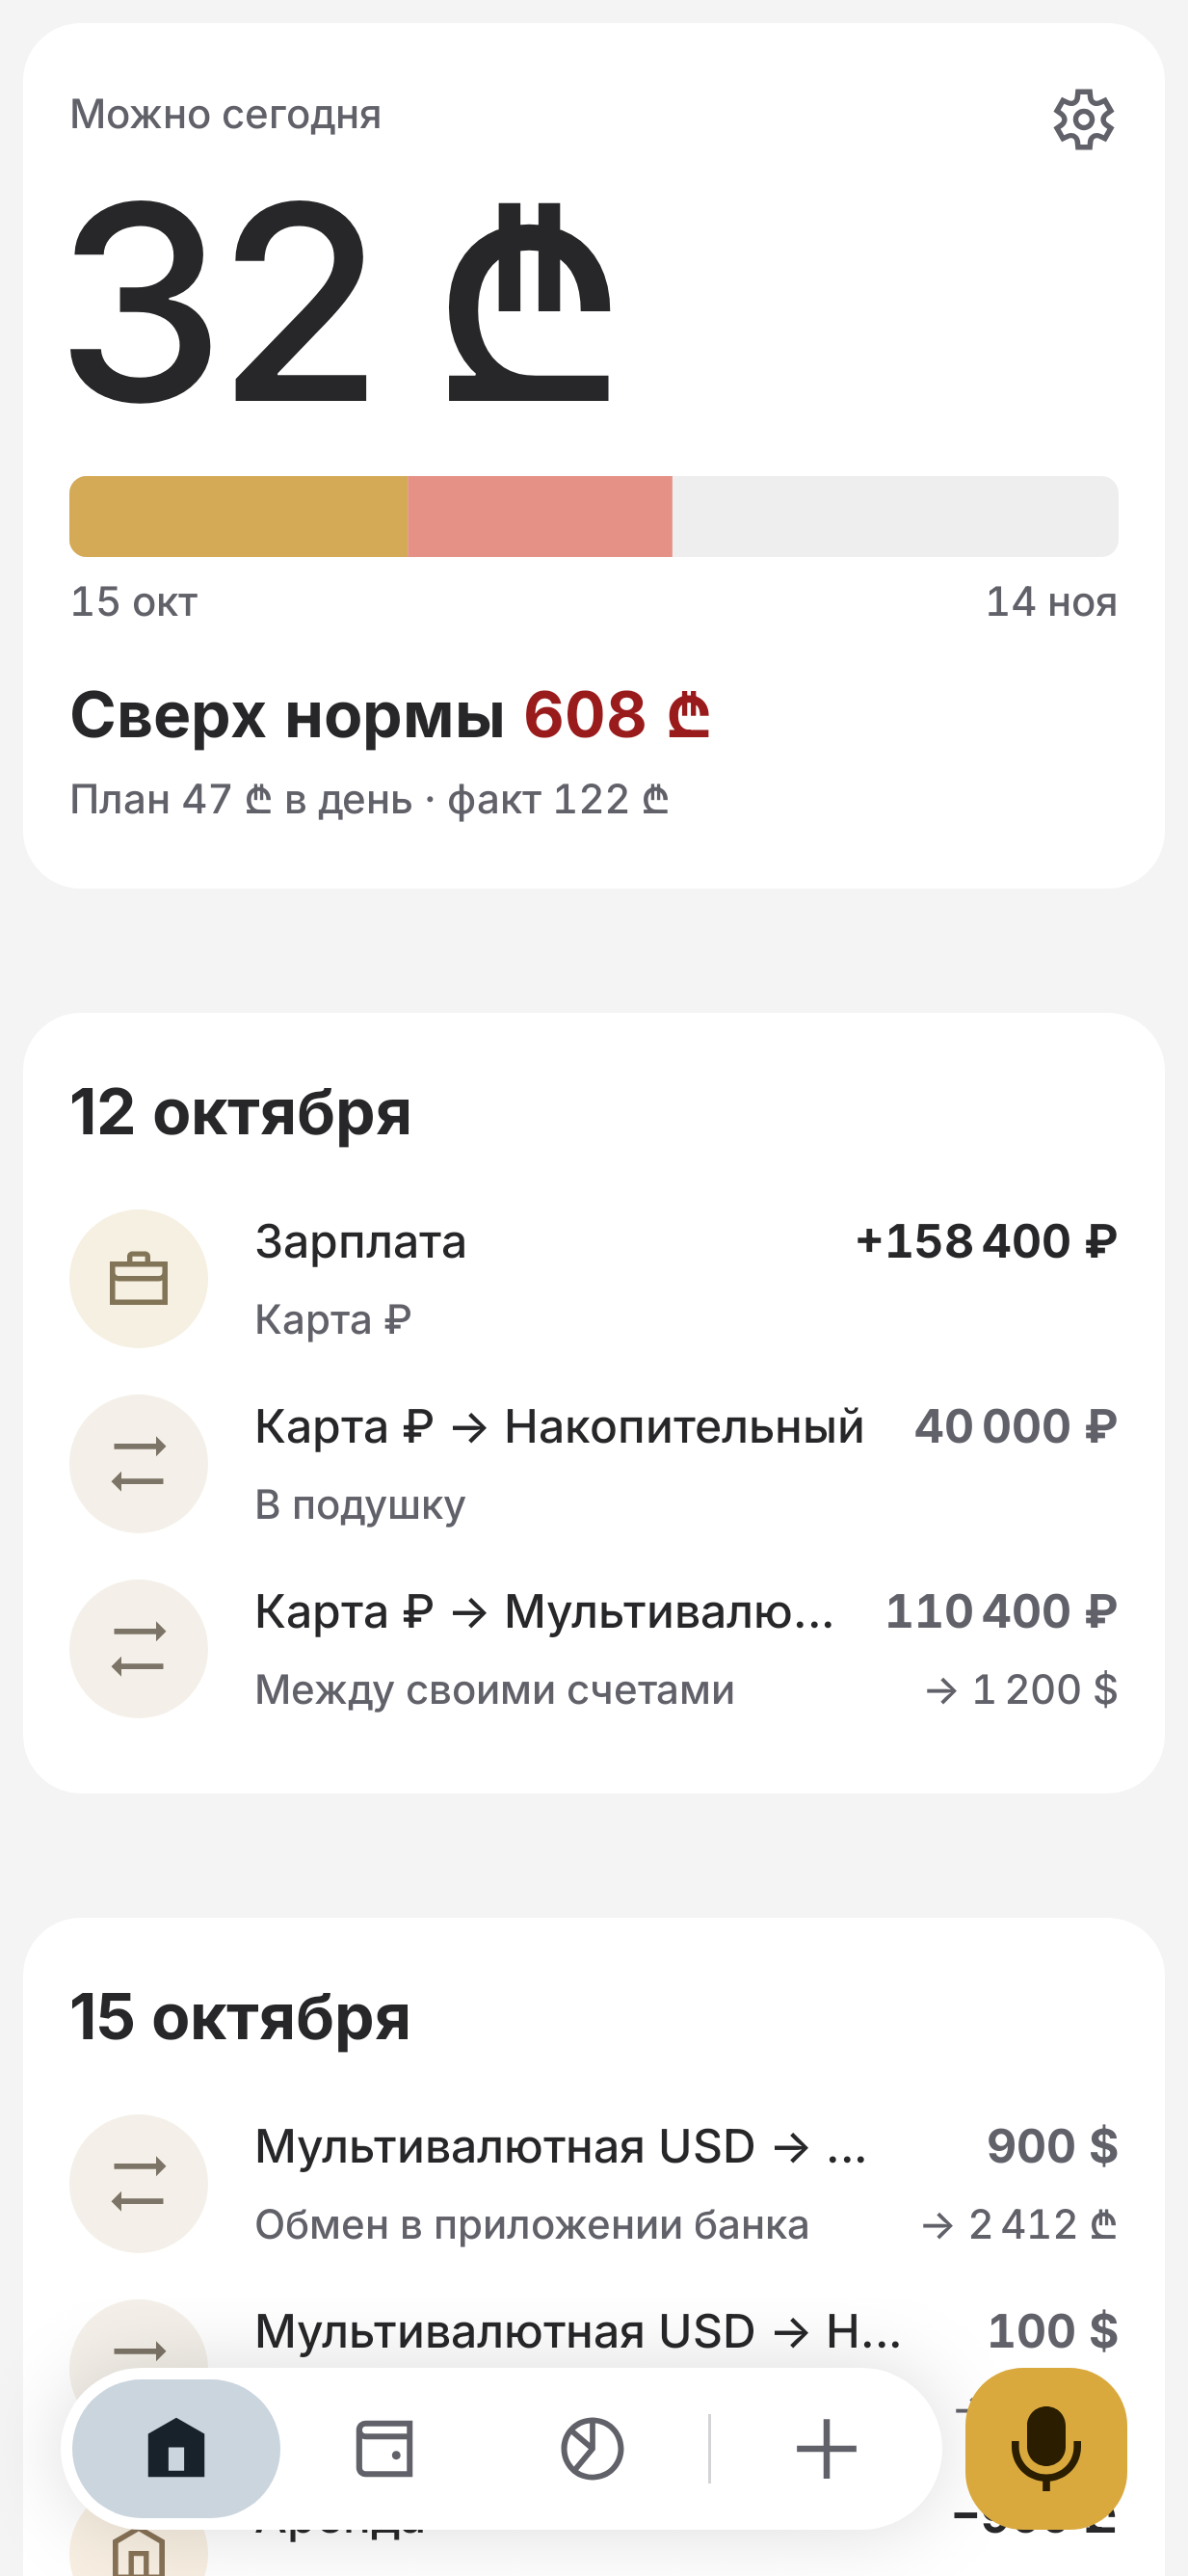 Можно сегодня
32 ₾
15 окт 14 ноя
Сверх нормы 608 ₾
План 47 ₾ в день · факт 122 ₾
12 октября
Зарплата +158 400 ₽
Карта ₽
Карта ₽ → Накопительный 40 000 ₽
В подушку
Карта ₽ → Мультивалю... 110 400 ₽
Между своими счетами → 1 200 $
15 октября
Мультивалютная USD → ... 900 $
Обмен в приложении банка → 2 412 ₾
Мультивалютная USD → Н... 100 $